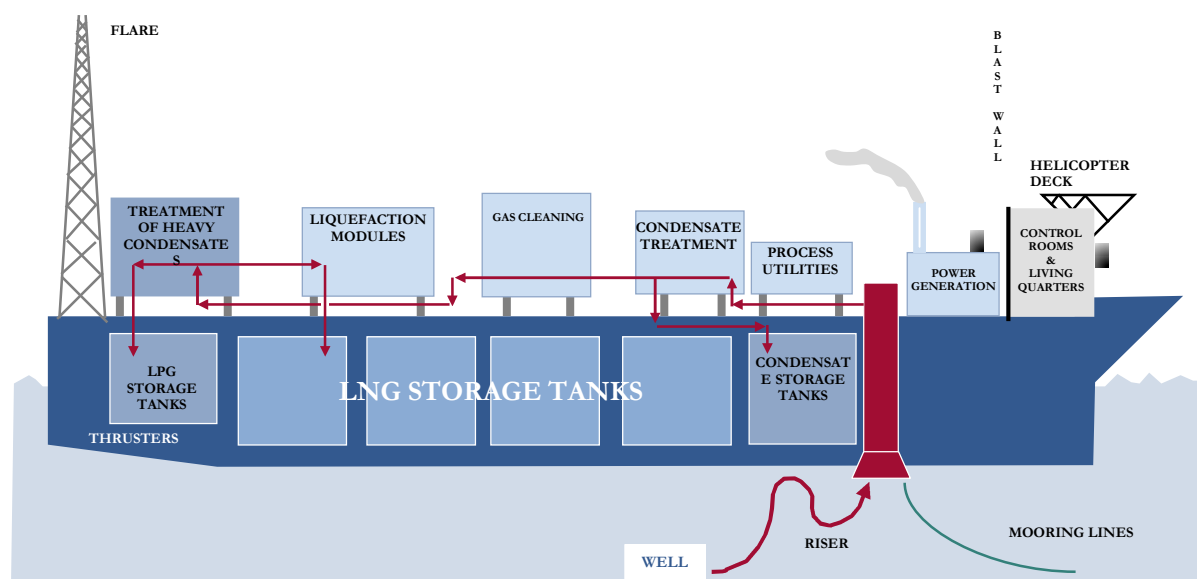 FLARE
B
L
A
S
T
W
A
L
L
HELICOPTER
DECK
TREATMENT
OF HEAVY
CONDENSATE
S
LIQUEFACTION
MODULES
GAS CLEANING
CONDENSATE
TREATMENT
PROCESS
UTILITIES
POWER
GENERATION
CONTROL
ROOMS
&
LIVING
QUARTERS
LPG
STORAGE
TANKS
LNG STORAGE TANKS
CONDENSAT
E STORAGE
TANKS
THRUSTERS
WELL
RISER
MOORING LINES